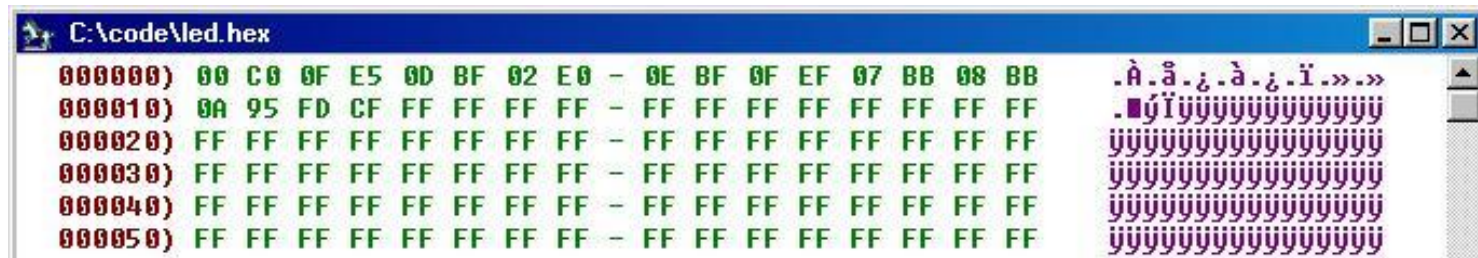 C:\code\led.hex
000000) 00 C0 0F E5 0D BF 02 E0 - 0E BF 0F EF 07 BB 08 BB .À.å.¿.à.¿.ï.».»
000010) 0A 95 FD CF FF FF FF FF - FF FF FF FF FF FF FF FF .■ýÏÿÿÿÿÿÿÿÿÿÿÿÿ
000020) FF FF FF FF FF FF FF FF - FF FF FF FF FF FF FF FF ÿÿÿÿÿÿÿÿÿÿÿÿÿÿÿÿ
000030) FF FF FF FF FF FF FF FF - FF FF FF FF FF FF FF FF ÿÿÿÿÿÿÿÿÿÿÿÿÿÿÿÿ
000040) FF FF FF FF FF FF FF FF - FF FF FF FF FF FF FF FF ÿÿÿÿÿÿÿÿÿÿÿÿÿÿÿÿ
000050) FF FF FF FF FF FF FF FF - FF FF FF FF FF FF FF FF ÿÿÿÿÿÿÿÿÿÿÿÿÿÿÿÿ